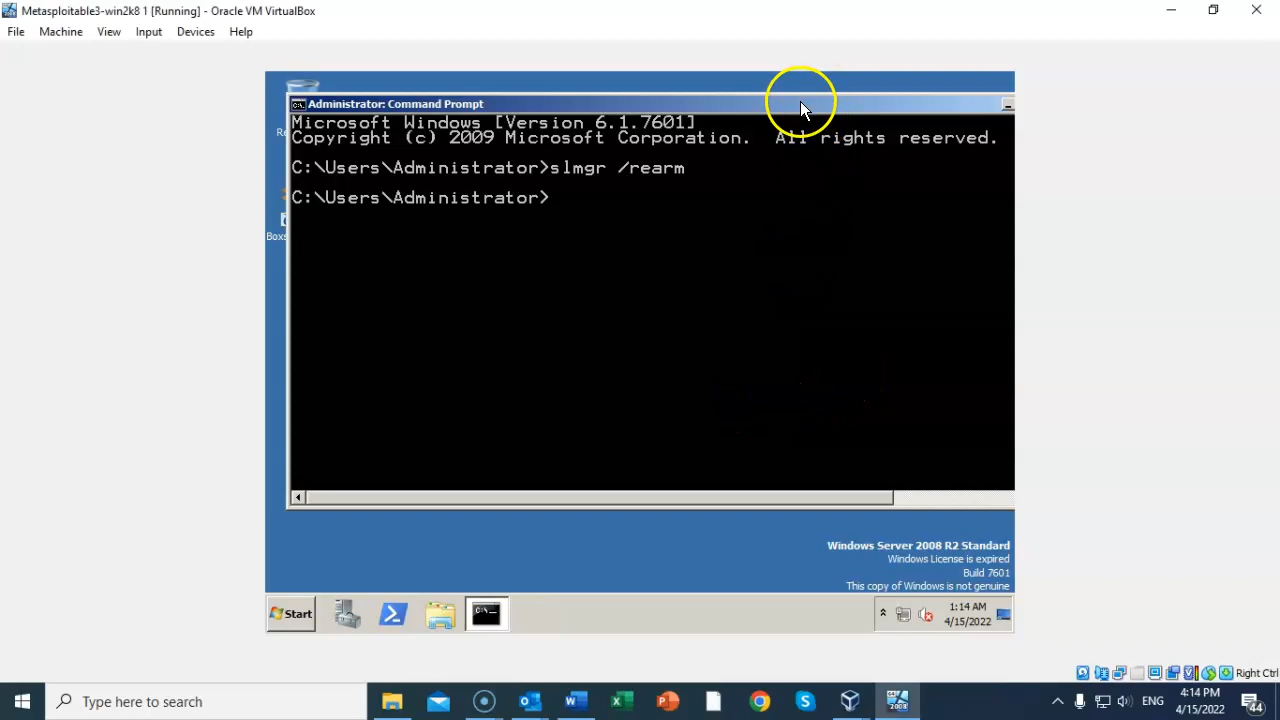 Metasploitable3-win2k8 1 [Running] - Oracle VM VirtualBox
File Machine View Input Devices Help
Administrator: Command Prompt
Microsoft Windows [Version 6.1.7601]
Copyright (c) 2009 Microsoft Corporation. All rights reserved.
C:\Users\Administrator>slmgr /rearm
C:\Users\Administrator>
Re
Boxs
Windows Server 2008 R2 Standard
Windows License is expired
Build 7601
This copy of Windows is not genuine
Start
1:14 AM
4/15/2022
Right Ctrl
Type here to search
ENG
4:14 PM
4/15/2022
44